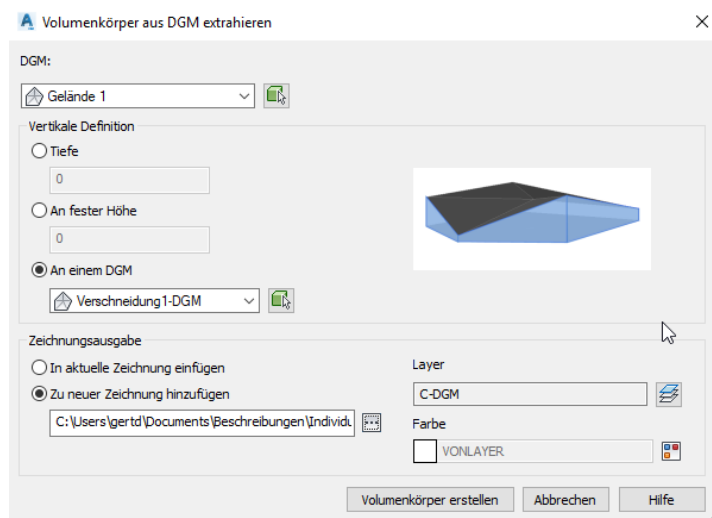 Volumenkörper aus DGM extrahieren
DGM:
Gelände 1
Vertikale Definition
Tiefe
0
An fester Höhe
0
An einem DGM
Verschneidung1-DGM
Zeichnungsausgabe
In aktuelle Zeichnung einfügen
Zu neuer Zeichnung hinzufügen
C:\Users\gertd\Documents\Beschreibungen\Individu
Layer
C-DGM
Farbe
VONLAYER
Volumenkörper erstellen
Abbrechen
Hilfe